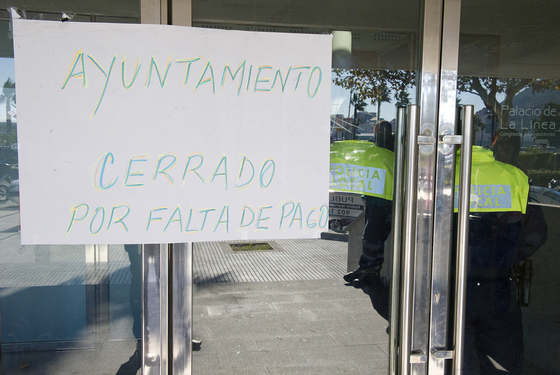 AYUNTAMIENTO
CERRADO
POR FALTA DE PAGO
POLICIA
LOCAL
POLICIA
LOCAL
Palacio de
La Línea